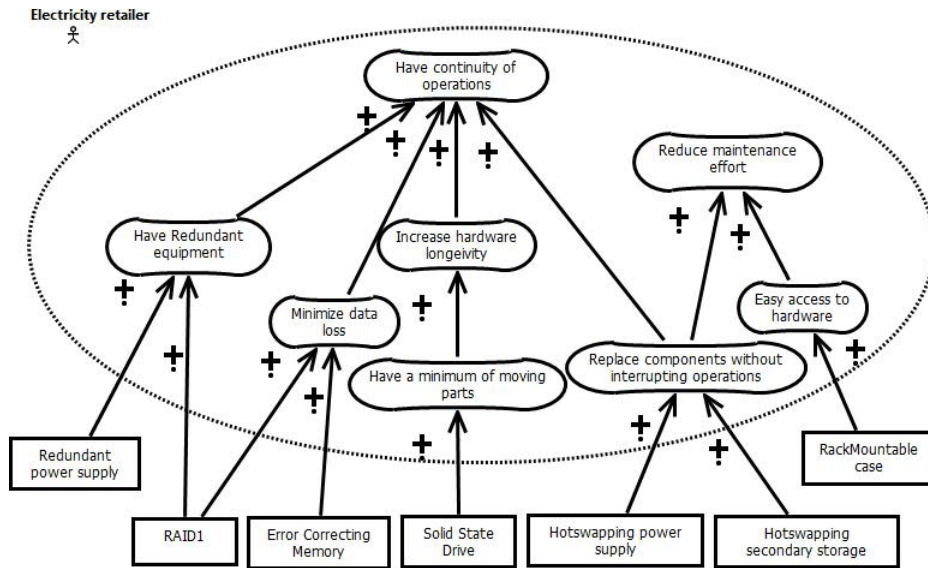 Electricity retailer
Have continuity of
operations
Reduce maintenance
effort
Have Redundant
equipment
Increase hardware
longeivity
Minimize data
loss
Easy access to
hardware
Have a minimum of moving
parts
Replace components without
interrupting operations
Redundant
power supply
RackMountable
case
RAID1
Error Correcting
Memory
Solid State
Drive
Hotswapping power
supply
Hotswapping
secondary storage